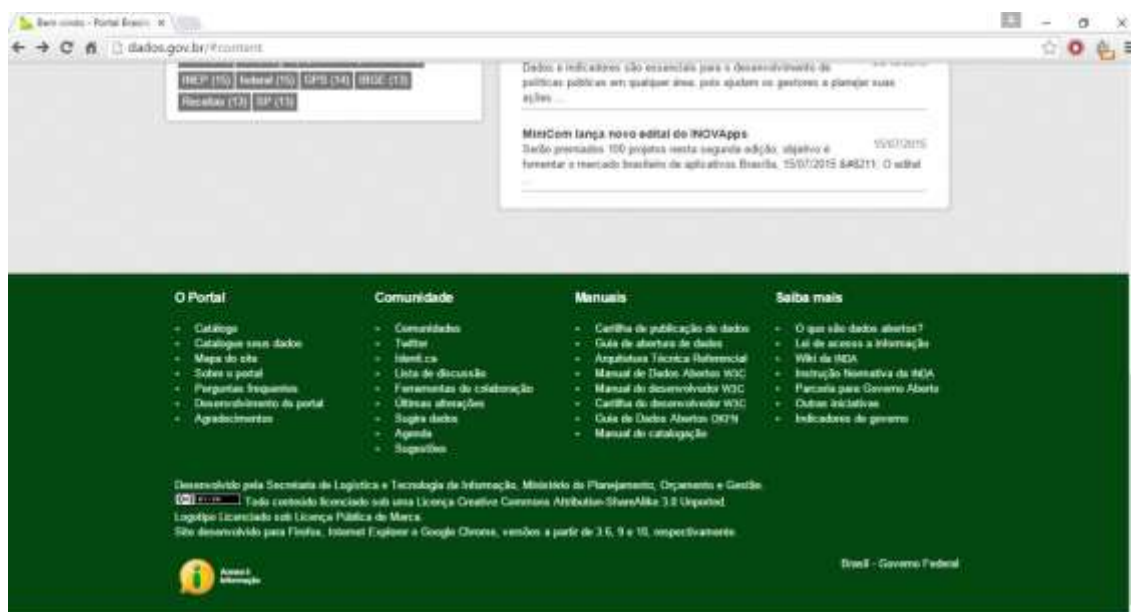 dados.gov.br/#content
INEP (15) federal (15) GPS (14) IBGE (13)
Receitas (13) SP (13)
Dados e indicadores são essenciais para o desenvolvimento de
políticas públicas em qualquer área, pois ajudam os gestores a planejar suas
ações ...
MiniCom lança novo edital do INOVApps
15/07/2015
Serão premiados 100 projetos nesta segunda edição; objetivo é
fomentar o mercado brasileiro de aplicativos Brasília, 15/07/2015 &#8211; O edital
...
O Portal
Catálogo
Catalogue seus dados
Mapa do site
Sobre o portal
Perguntas frequentes
Desenvolvimento do portal
Agradecimentos
Comunidade
Comunidades
Twitter
Identi.ca
Lista de discussão
Ferramentas de colaboração
Últimas alterações
Sugira dados
Agenda
Sugestões
Manuais
Cartilha de publicação de dados
Guia de abertura de dados
Arquitetura Técnica Referencial
Manual de Dados Abertos W3C
Manual do desenvolvedor W3C
Cartilha do desenvolvedor W3C
Guia de Dados Abertos OKFN
Manual de catalogação
Saiba mais
O que são dados abertos?
Lei de acesso a informação
Wiki da INDA
Instrução Normativa da INDA
Parceria para Governo Aberto
Outras iniciativas
Indicadores de governo
Desenvolvido pela Secretaria de Logística e Tecnologia da Informação, Ministério do Planejamento, Orçamento e Gestão.
Todo conteúdo licenciado sob uma Licença Creative Commons Attribution-ShareAlike 3.0 Unported.
Logotipo Licenciado sob Licença Pública de Marca.
Site desenvolvido para Firefox, Internet Explorer e Google Chrome, versões a partir de 3.6, 9 e 10, respectivamente.
Acesso à
Informação
Brasil - Governo Federal